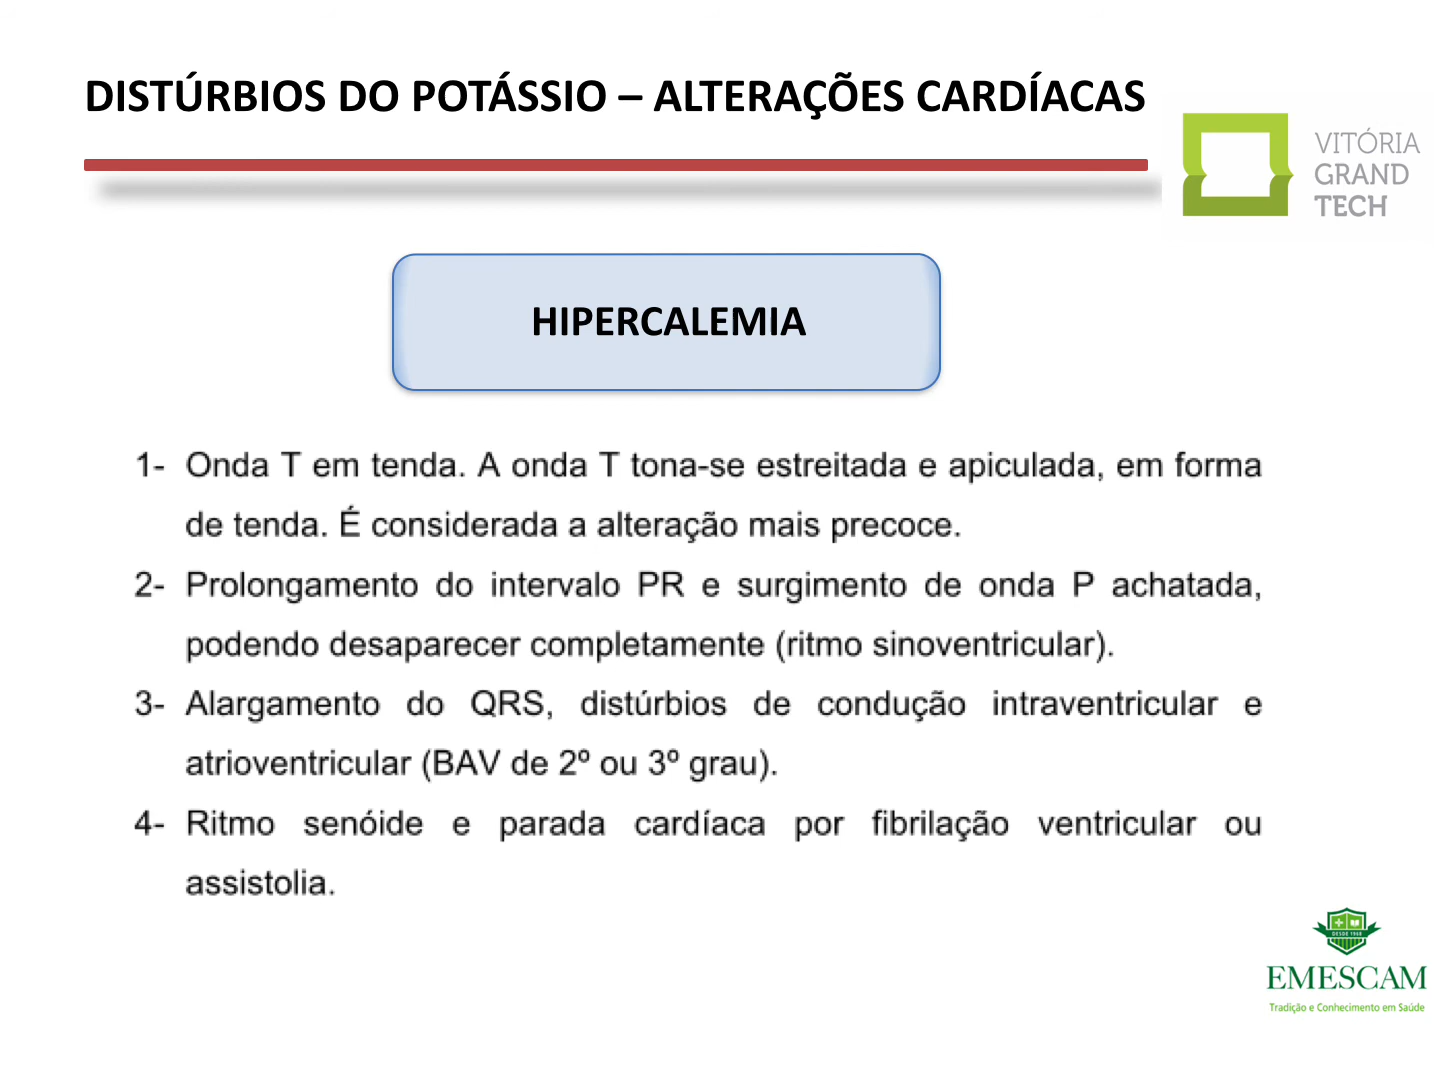 DISTÚRBIOS DO POTÁSSIO – ALTERAÇÕES CARDÍACAS
VITÓRIA
GRAND
TECH
HIPERCALEMIA
1- Onda T em tenda. A onda T tona-se estreitada e apiculada, em forma
de tenda. É considerada a alteração mais precoce.
2- Prolongamento do intervalo PR e surgimento de onda P achatada,
podendo desaparecer completamente (ritmo sinoventricular).
3- Alargamento do QRS, distúrbios de condução intraventricular e
atrioventricular (BAV de 2º ou 3º grau).
4- Ritmo senóide e parada cardíaca por fibrilação ventricular ou
assistolia.
DESDE 1968
EMESCAM
Tradição e Conhecimento em Saúde